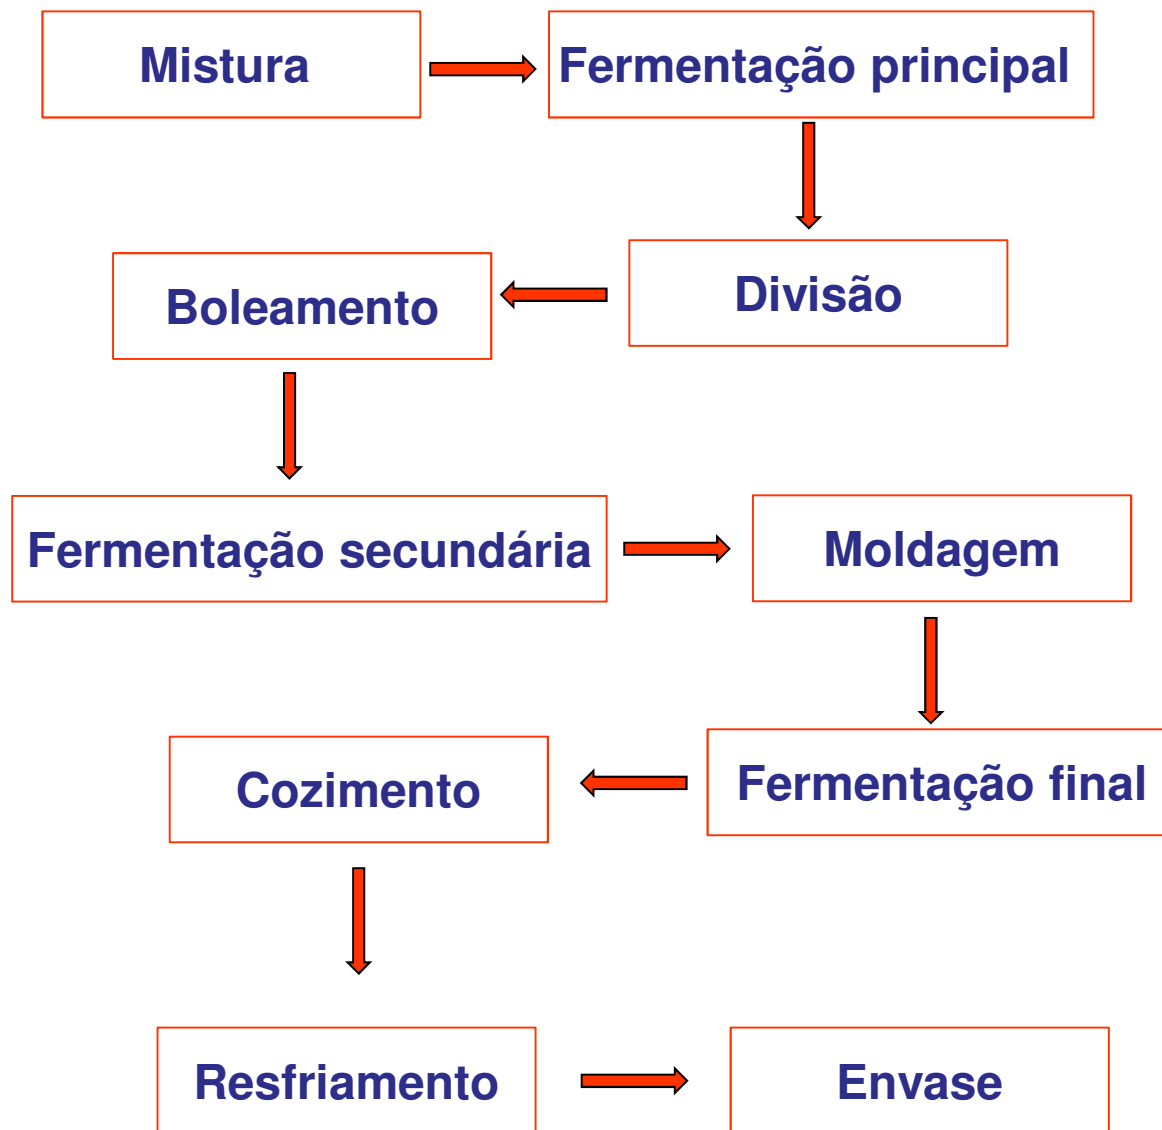 Mistura
Fermentação principal
Divisão
Boleamento
Fermentação secundária
Moldagem
Fermentação final
Cozimento
Resfriamento
Envase